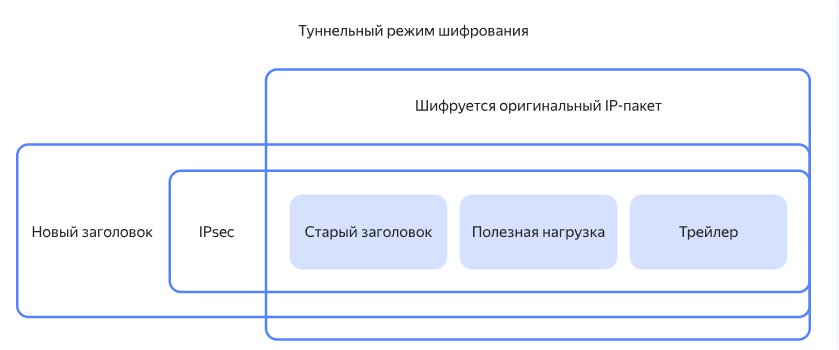 Туннельный режим шифрования
Шифруется оригинальный IP-пакет
Новый заголовок
IPsec
Старый заголовок
Полезная нагрузка
Трейлер